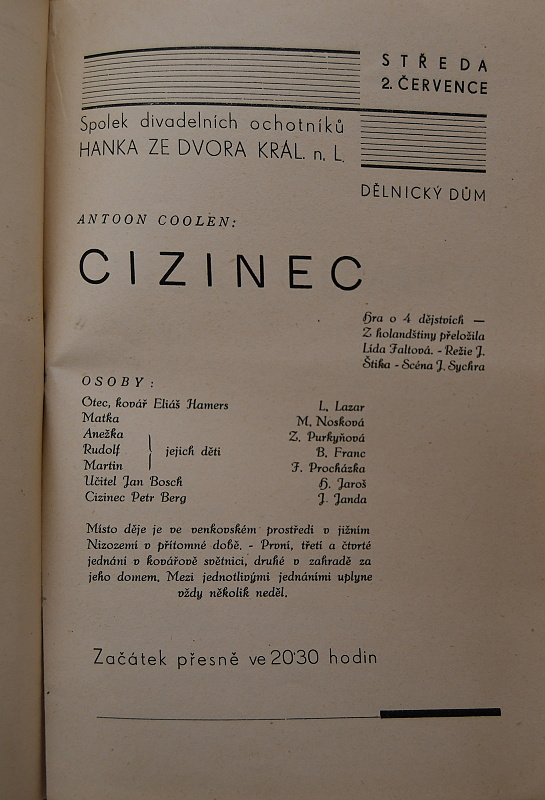 STŘEDA
2. ČERVENCE
Spolek divadelních ochotníků
HANKA ZE DVORA KRÁL. n. L.
DĚLNICKÝ DŮM
ANTOON COOLEN:
CIZINEC
Hra o 4 dějstvích —
Z holandštiny přeložila
Lída Faltová. - Režie J.
Štika - Scéna J. Sychra
OSOBY:
Otec, kovář Eliáš Hamers L. Lazar
Matka M. Nosková
Anežka Z. Purkyňová
Rudolf jejich děti B. Franc
Martin F. Procházka
Učitel Jan Bosch H. Jaroš
Cizinec Petr Berg J. Janda
Místo děje je ve venkovském prostředí v jižním
Nizozemí v přítomné době. - První, třetí a čtvrté
jednání v kovářově světnici, druhé v zahradě za
jeho domem. Mezi jednotlivými jednáními uplyne
vždy několik neděl.
Začátek přesně ve 20·30 hodin